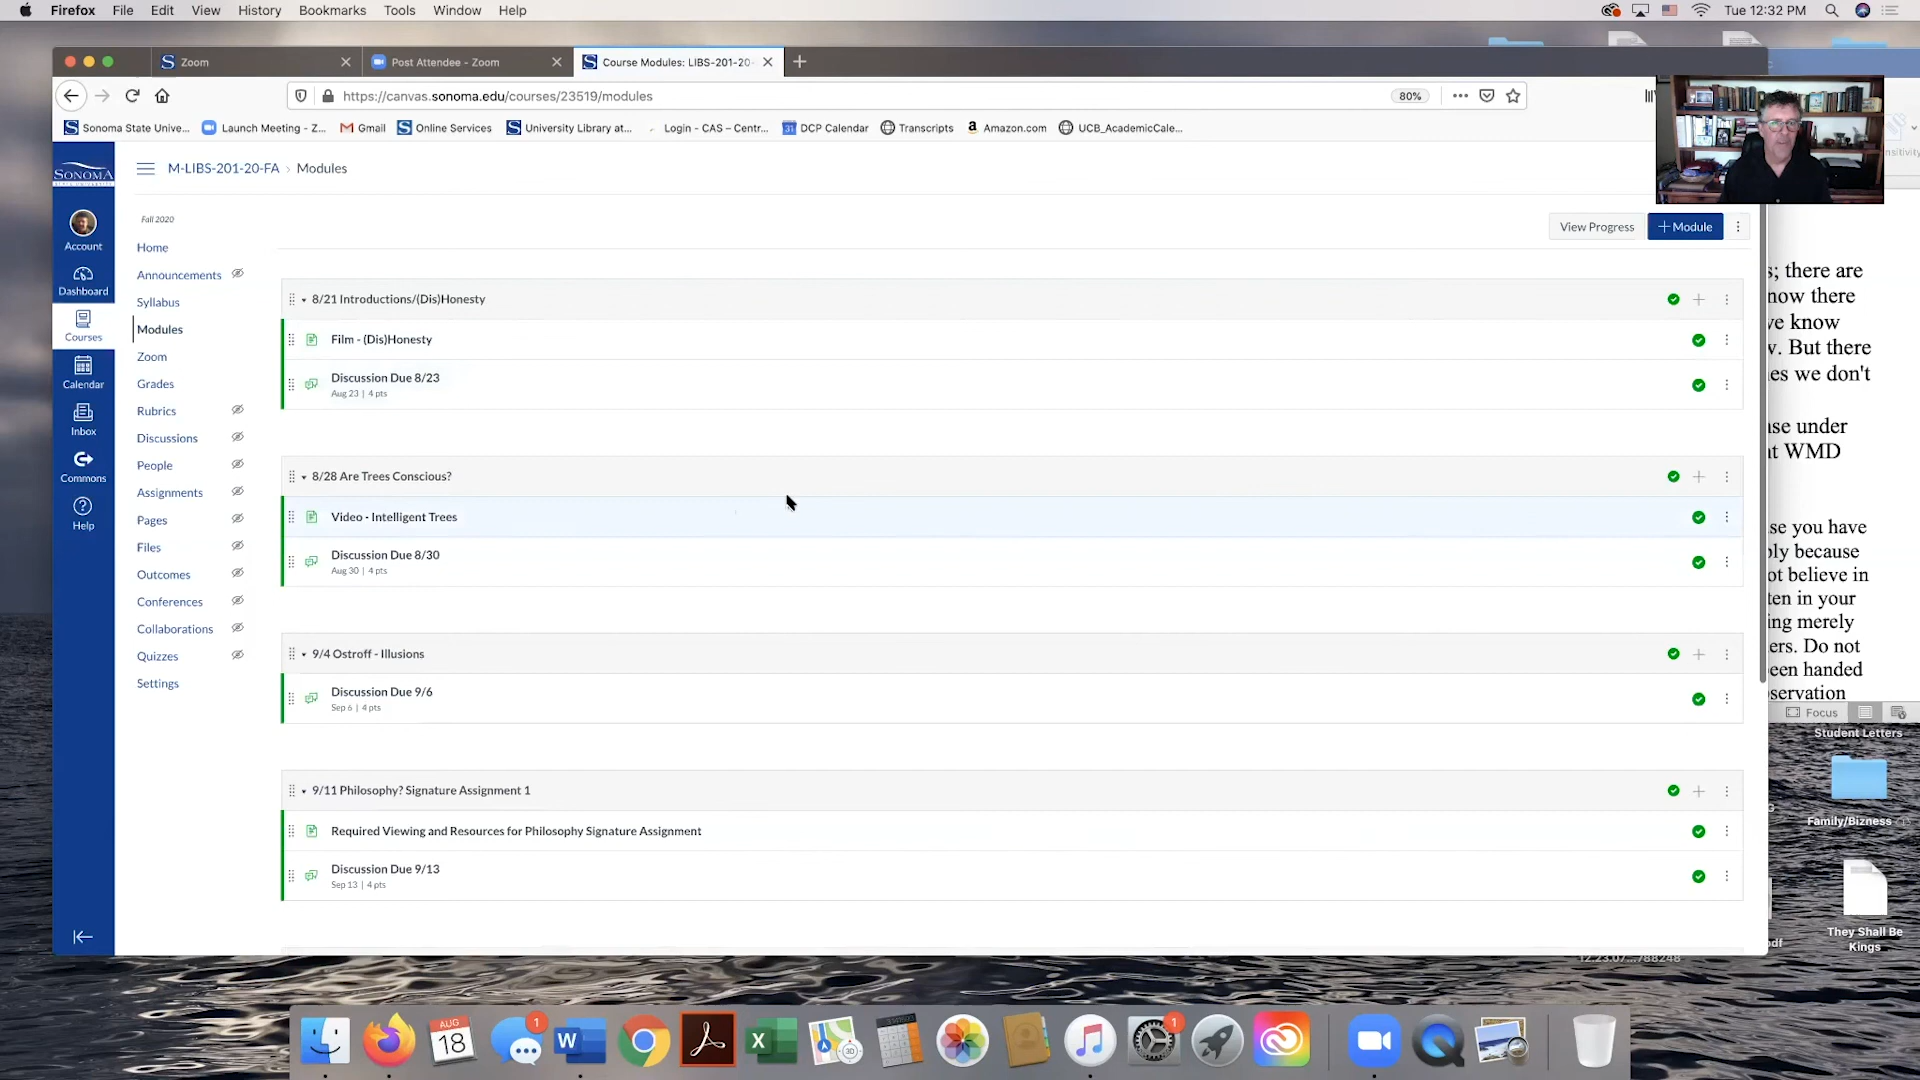 Firefox File Edit View History Bookmarks Tools Window Help
Tue 12:32 PM
Zoom
Post Attendee - Zoom
Course Modules: LIBS-201-20-
https://canvas.sonoma.edu/courses/23519/modules
80%
Sonoma State Unive...
Launch Meeting - Z...
Gmail
Online Services
University Library at...
Login - CAS – Centr...
DCP Calendar
Transcripts
Amazon.com
UCB_AcademicCale...
SONOMA
Account
Dashboard
Courses
Calendar
Inbox
Commons
Help
M-LIBS-201-20-FA › Modules
Fall 2020
Home
Announcements
Syllabus
Modules
Zoom
Grades
Rubrics
Discussions
People
Assignments
Pages
Files
Outcomes
Conferences
Collaborations
Quizzes
Settings
View Progress
+ Module
8/21 Introductions/(Dis)Honesty
Film - (Dis)Honesty
Discussion Due 8/23
Aug 23 | 4 pts
8/28 Are Trees Conscious?
Video - Intelligent Trees
Discussion Due 8/30
Aug 30 | 4 pts
9/4 Ostroff - Illusions
Discussion Due 9/6
Sep 6 | 4 pts
9/11 Philosophy? Signature Assignment 1
Required Viewing and Resources for Philosophy Signature Assignment
Discussion Due 9/13
Sep 13 | 4 pts
nsitivity
s; there are
now there
ve know
w. But there
es we don't
se under
t WMD
se you have
ly because
ot believe in
ten in your
ing merely
ers. Do not
een handed
servation
Focus
Student Letters
Family/Bizness
They Shall Be
Kings
AUG
18
1
1